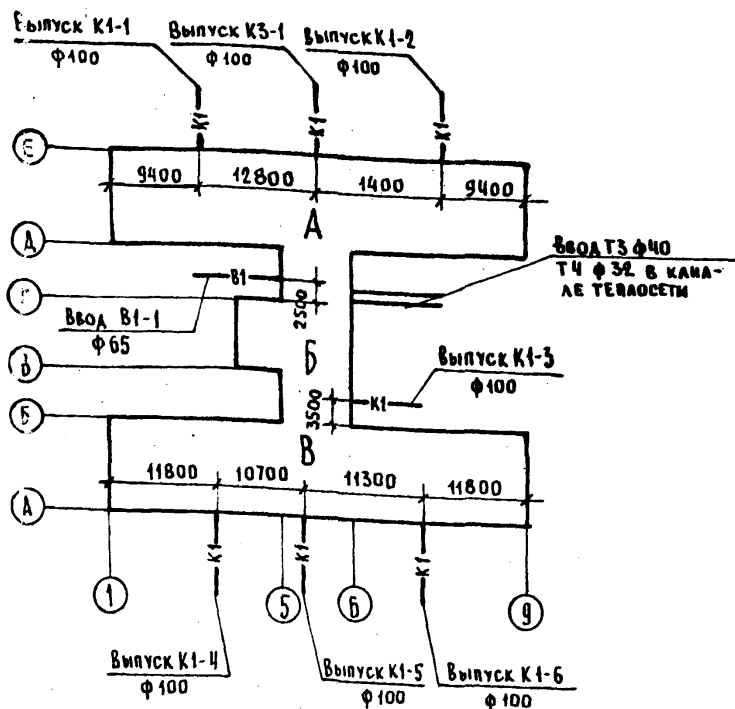 Выпуск К1-1
ф100
Выпуск К3-1
ф100
Выпуск К1-2
ф100
К1
К1
К1
Е
9400
12800
1400
9400
А
Д
Ввод Т3 ф40
Т4 ф 32 в кана-
ле теплосети
В1
Г
2500
Ввод В1-1
ф65
Б
В
Выпуск К1-3
ф100
К1
3500
Б
В
11800
10700
11300
11800
А
К1
К1
К1
1
5
6
9
Выпуск К1-4
ф100
Выпуск К1-5
ф100
Выпуск К1-6
ф100